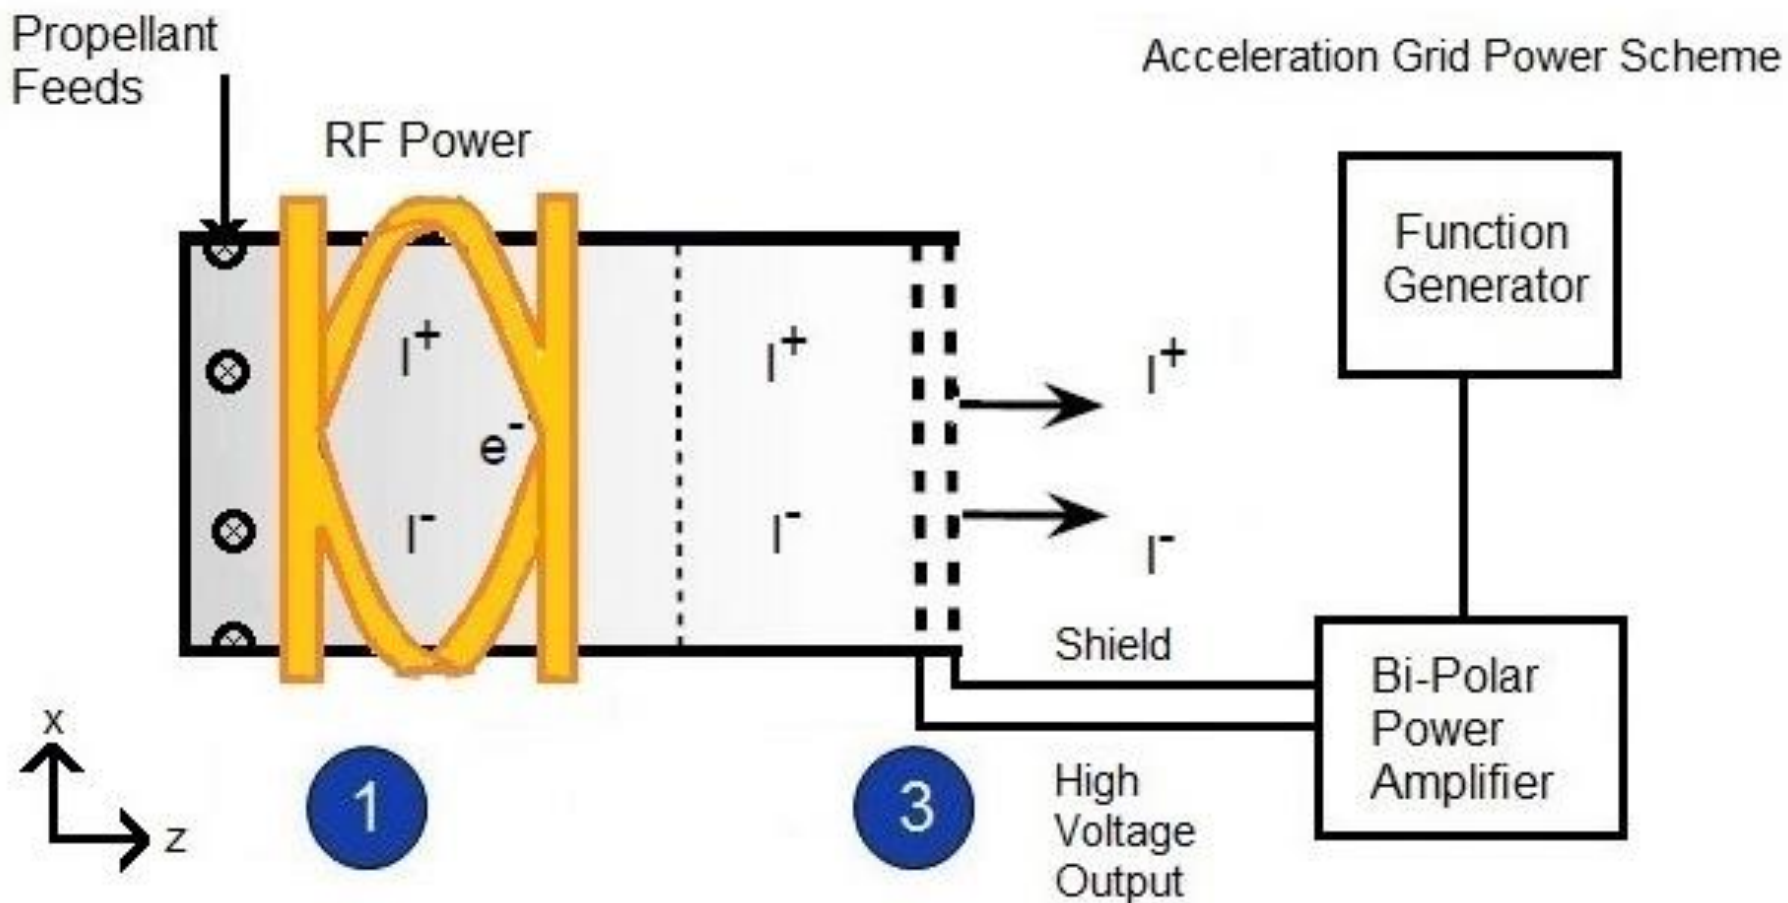 Propellant
Feeds
Acceleration Grid Power Scheme
RF Power
Function
Generator
I+
I+
I+
e-
I-
I-
I-
Shield
Bi-Polar
Power
Amplifier
x
z
1
3
High
Voltage
Output